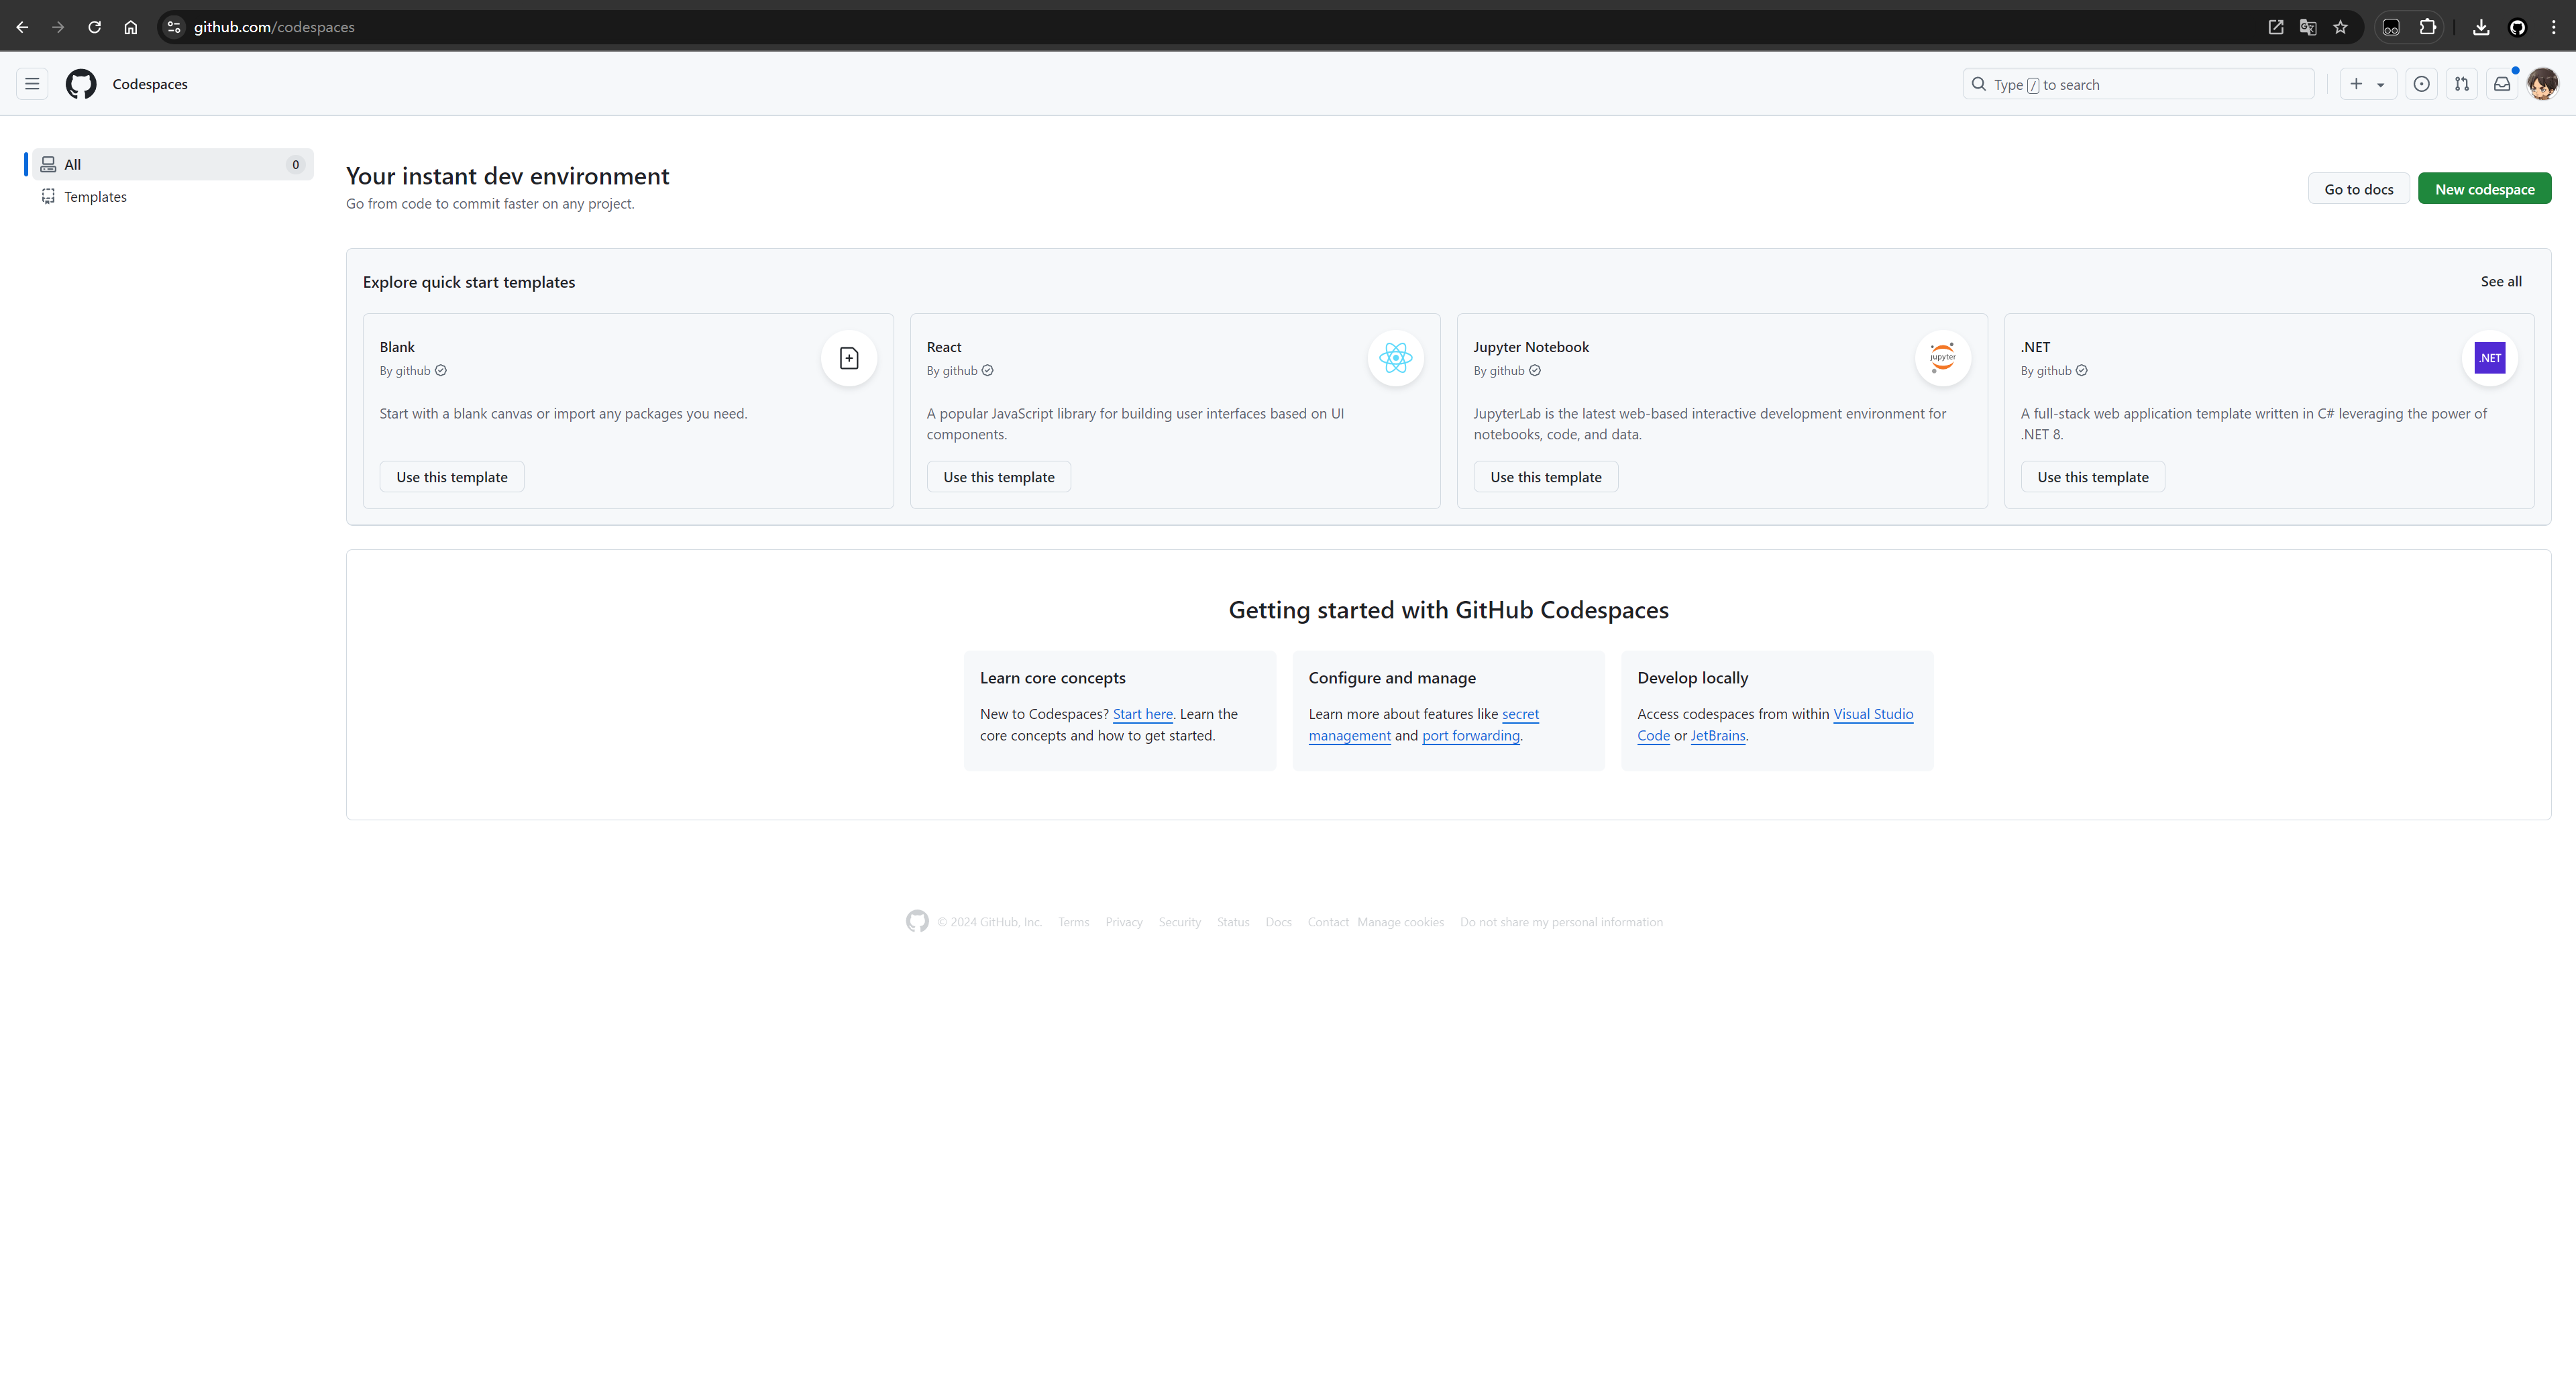 github.com/codespaces
Codespaces
Type / to search
All 0
Templates
Your instant dev environment
Go from code to commit faster on any project.
Go to docs
New codespace
Explore quick start templates
See all
Blank
By github
Start with a blank canvas or import any packages you need.
Use this template
React
By github
A popular JavaScript library for building user interfaces based on UI
components.
Use this template
Jupyter Notebook
By github
jupyter
JupyterLab is the latest web-based interactive development environment for
notebooks, code, and data.
Use this template
.NET
By github
.NET
A full-stack web application template written in C# leveraging the power of
.NET 8.
Use this template
Getting started with GitHub Codespaces
Learn core concepts
New to Codespaces? Start here. Learn the
core concepts and how to get started.
Configure and manage
Learn more about features like secret
management and port forwarding.
Develop locally
Access codespaces from within Visual Studio
Code or JetBrains.
© 2024 GitHub, Inc. Terms Privacy Security Status Docs Contact Manage cookies Do not share my personal information